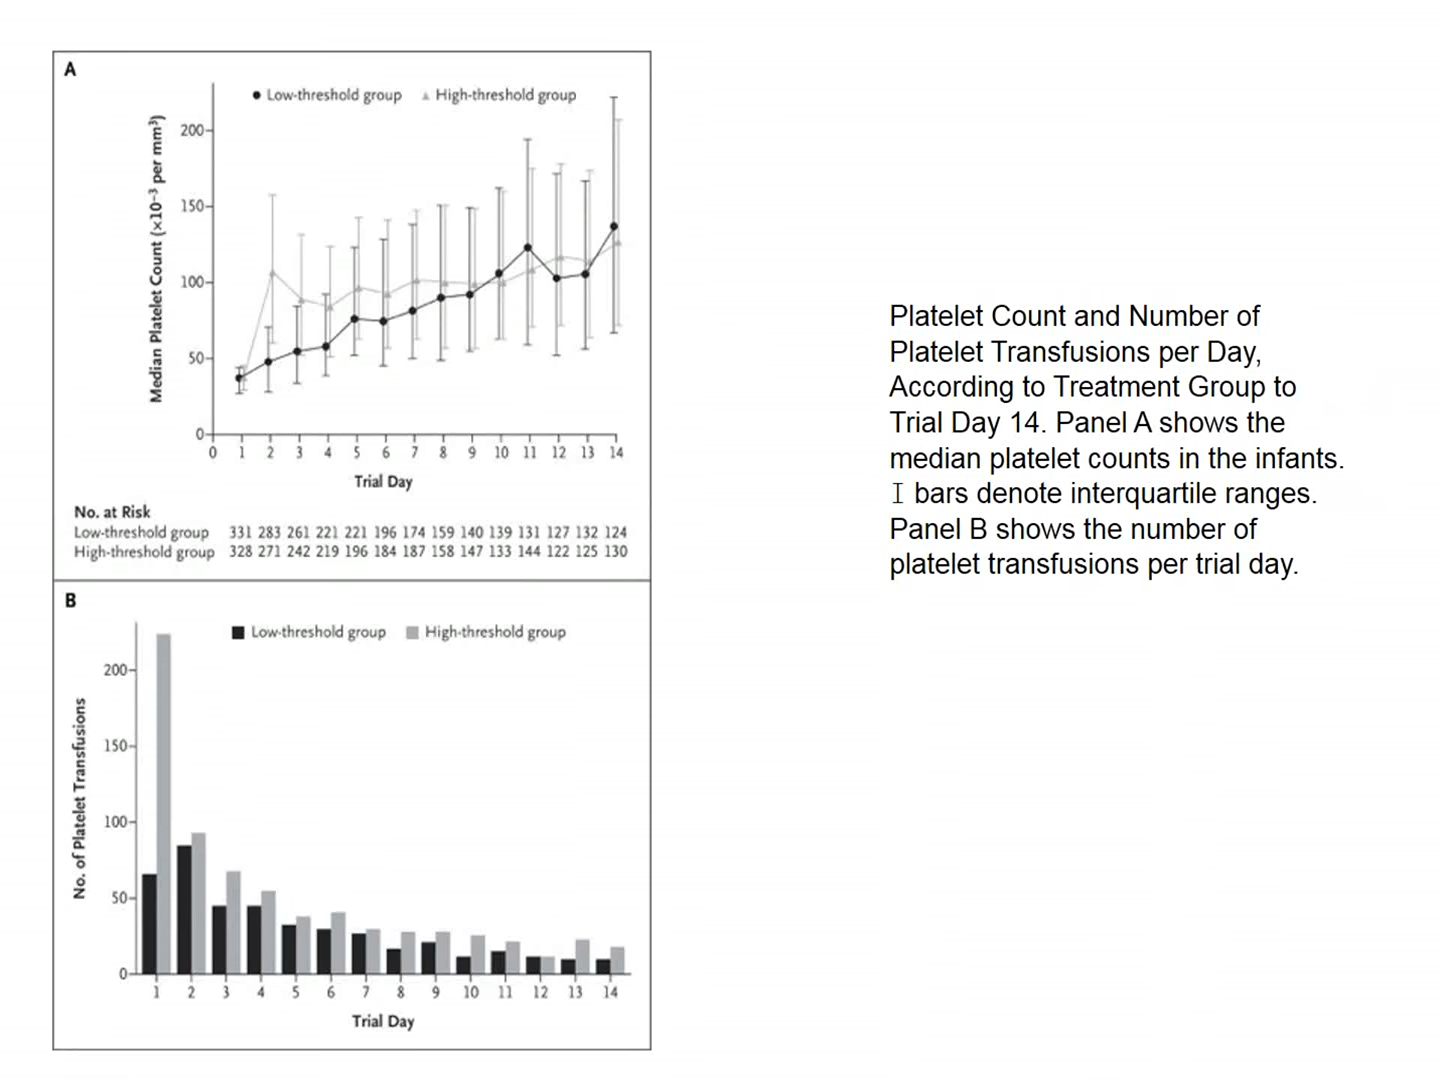 A
Low-threshold group High-threshold group
Median Platelet Count (×10⁻³ per mm³)
200
150
100
50
0
0 1 2 3 4 5 6 7 8 9 10 11 12 13 14
Trial Day
No. at Risk
Low-threshold group 331 283 261 221 221 196 174 159 140 139 131 127 132 124
High-threshold group 328 271 242 219 196 184 187 158 147 133 144 122 125 130
B
Low-threshold group High-threshold group
No. of Platelet Transfusions
200
150
100
50
0
1 2 3 4 5 6 7 8 9 10 11 12 13 14
Trial Day
Platelet Count and Number of
Platelet Transfusions per Day,
According to Treatment Group to
Trial Day 14. Panel A shows the
median platelet counts in the infants.
I bars denote interquartile ranges.
Panel B shows the number of
platelet transfusions per trial day.